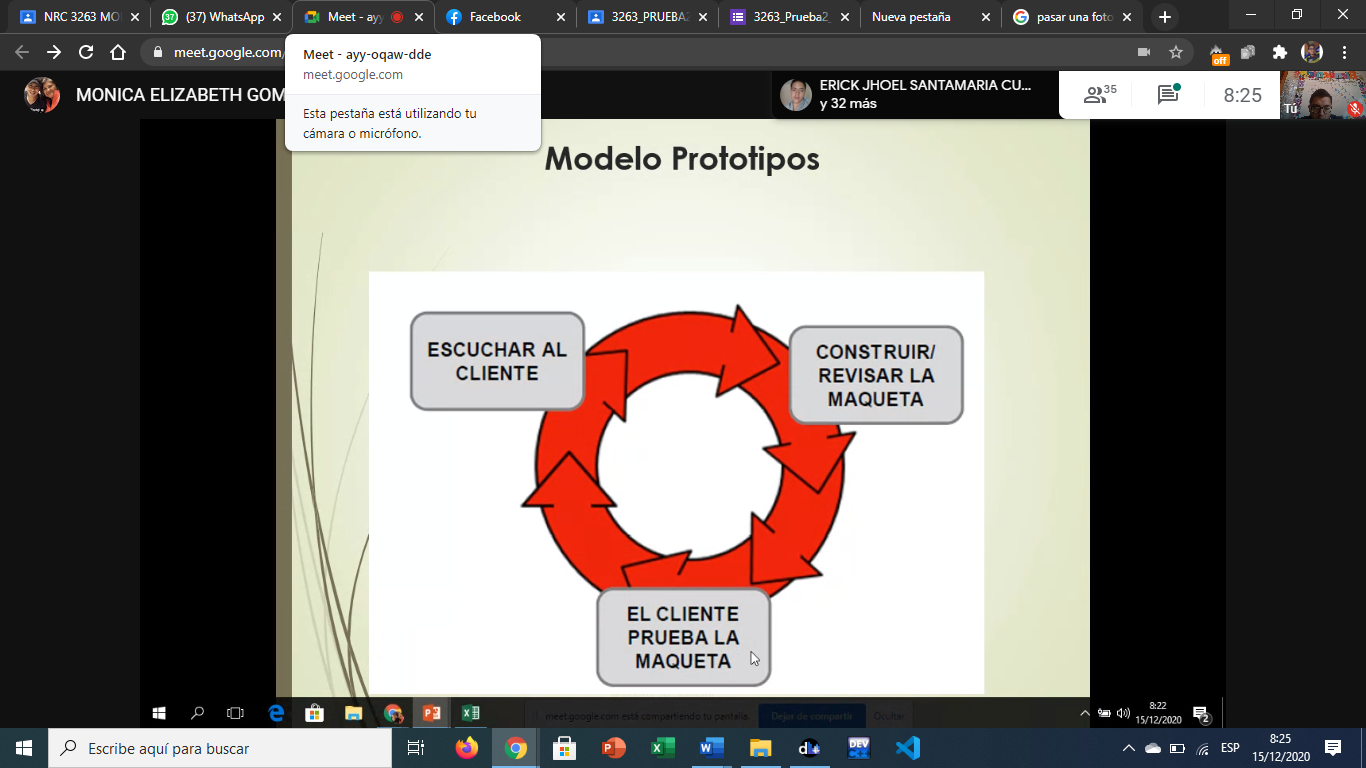 NRC 3263 MO
(37) WhatsApp
Meet - ayy
Facebook
3263_PRUEBA2
3263_Prueba2_
Nueva pestaña
pasar una foto
meet.google.com/
off
Meet - ayy-oqaw-dde
meet.google.com
Esta pestaña está utilizando tu
cámara o micrófono.
MONICA ELIZABETH GOM
ERICK JHOEL SANTAMARIA CU...
y 32 más
35
8:25
Tú
Modelo Prototipos
ESCUCHAR AL
CLIENTE
CONSTRUIR/
REVISAR LA
MAQUETA
EL CLIENTE
PRUEBA LA
MAQUETA
meet.google.com está compartiendo tu pantalla.
Dejar de compartir
Ocultar
8:22
15/12/2020
2
Escribe aquí para buscar
DEV
ESP
8:25
15/12/2020